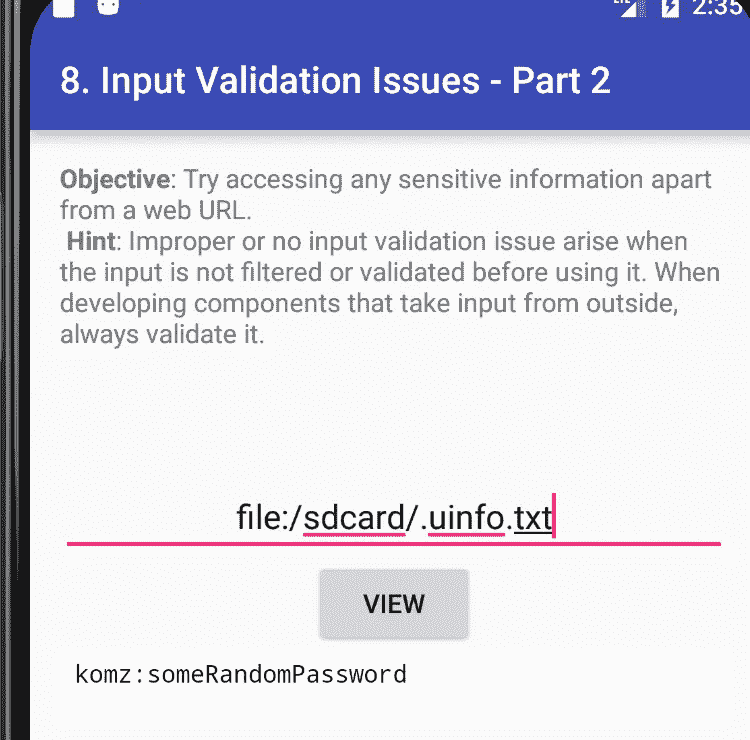 2:35
8. Input Validation Issues - Part 2
Objective: Try accessing any sensitive information apart
from a web URL.
Hint: Improper or no input validation issue arise when
the input is not filtered or validated before using it. When
developing components that take input from outside,
always validate it.
file:/sdcard/.uinfo.txt
VIEW
komz:someRandomPassword